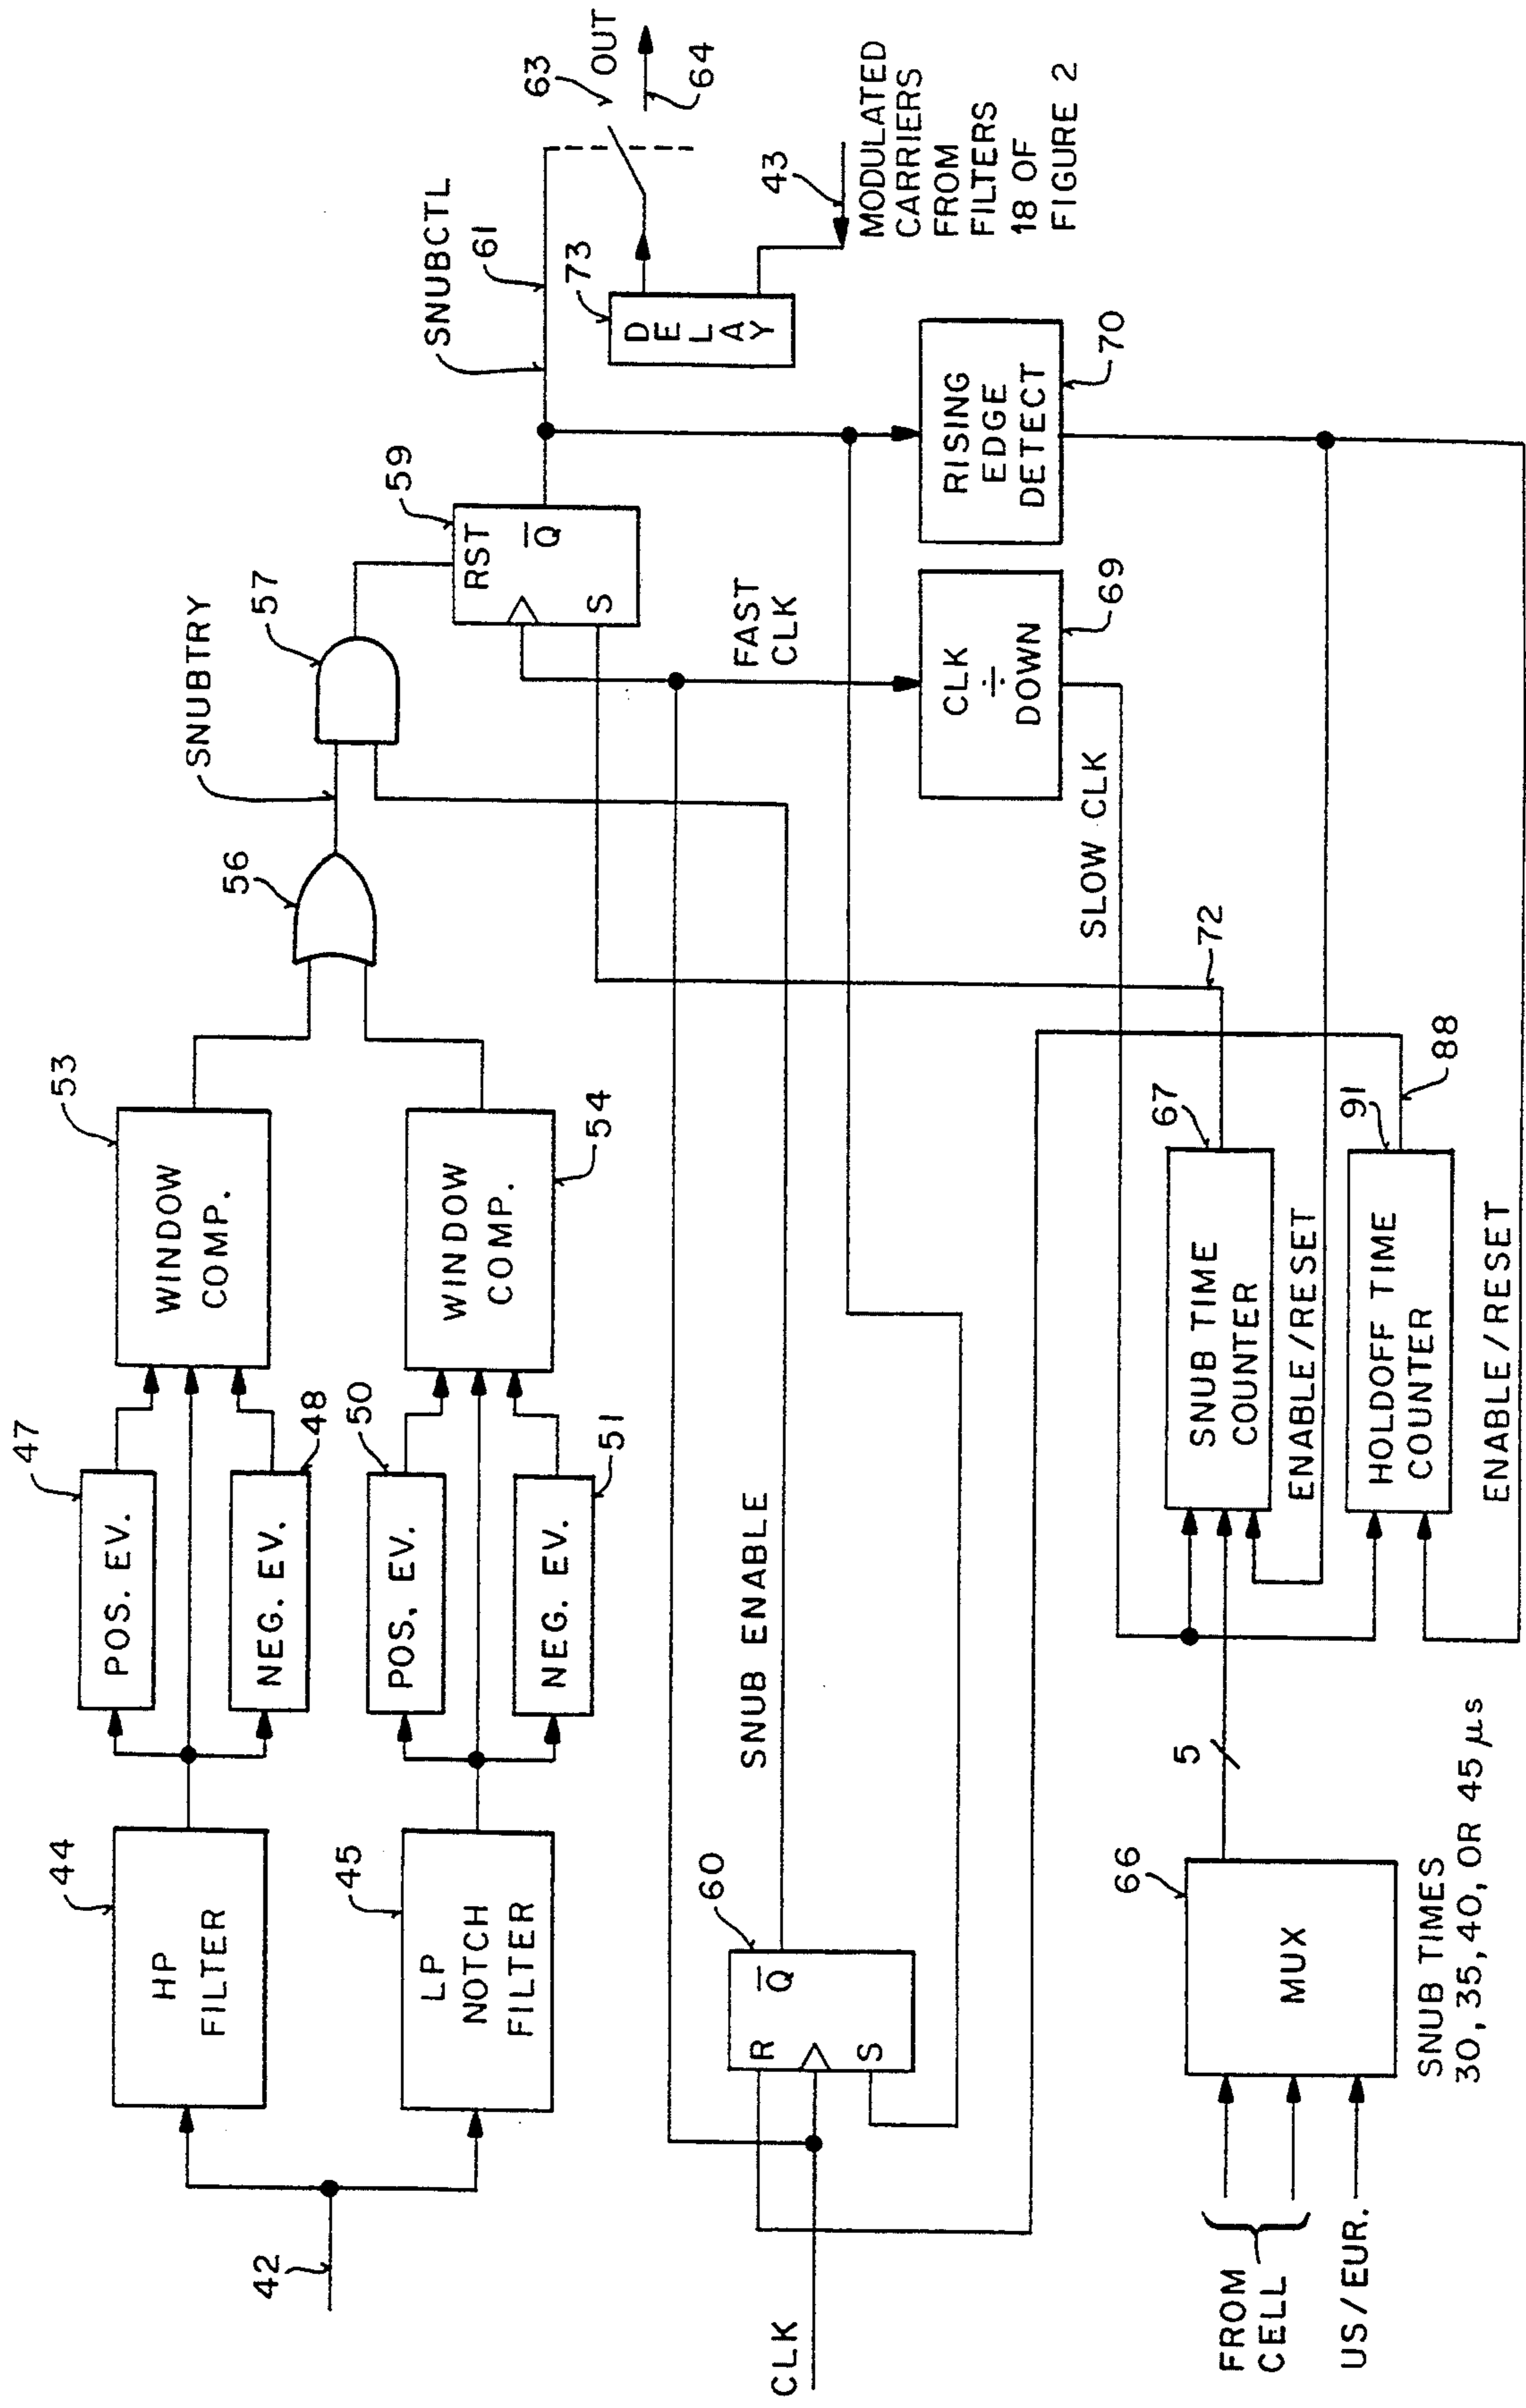 42
44
HP
FILTER
45
LP
NOTCH
FILTER
47
POS. EV.
NEG. EV.
48
50
POS. EV.
NEG. EV.
51
53
WINDOW
COMP.
WINDOW
COMP.
54
56
SNUBTRY
57
59
RST
Q
S
SNUBCTL
61
63
OUT
64
73
DELAY
43
MODULATED
CARRIERS
FROM
FILTERS
18 OF
FIGURE 2
CLK
60
R
Q
S
SNUB ENABLE
FAST
CLK
CLK
÷
DOWN
69
RISING
EDGE
DETECT
70
SLOW CLK
FROM
CELL
US/EUR.
66
MUX
SNUB TIMES
30, 35, 40, OR 45 µs
5
67
SNUB TIME
COUNTER
72
ENABLE/RESET
91
HOLDOFF TIME
COUNTER
88
ENABLE/RESET